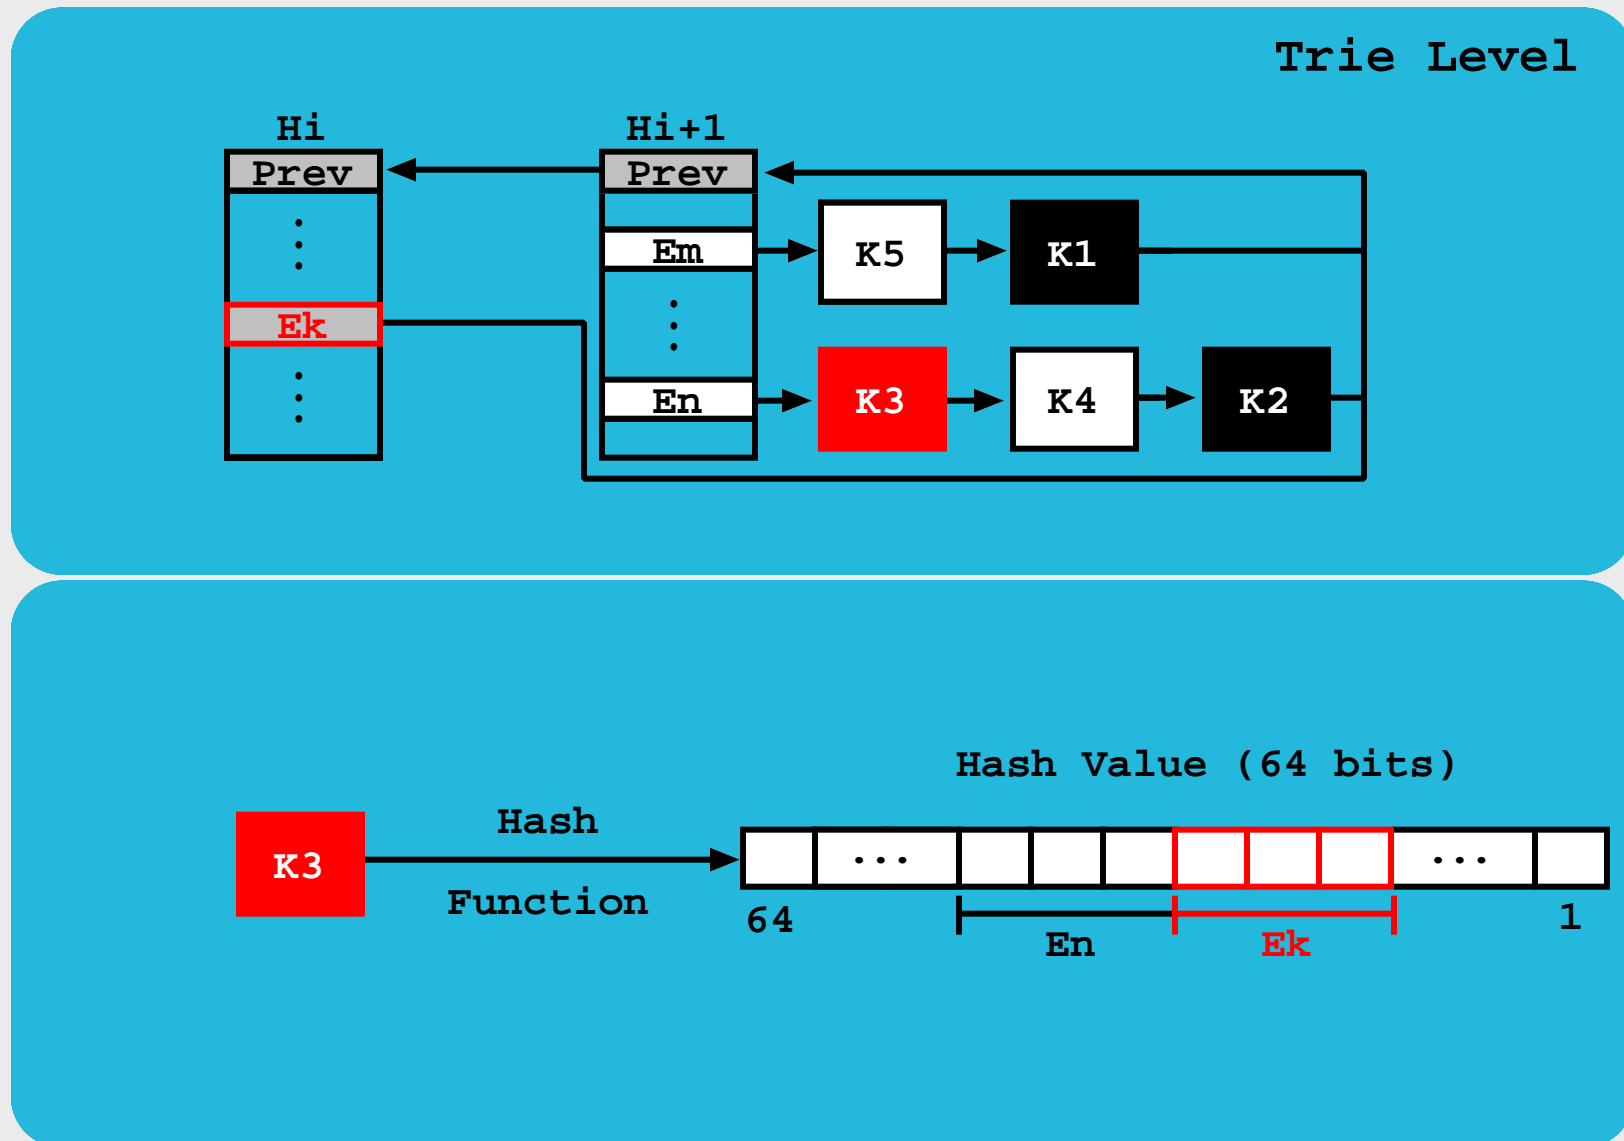 Trie Level
Hi
Hi+1
Prev
Prev
Em
K5
K1
Ek
En
K3
K4
K2
Hash Value (64 bits)
Hash
K3
Function
...
...
64
1
En
Ek